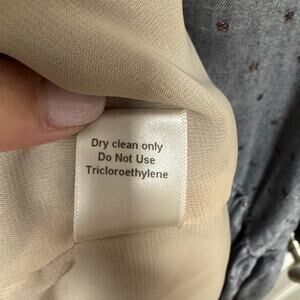 Dry clean only
Do Not Use
Tricloroethylene